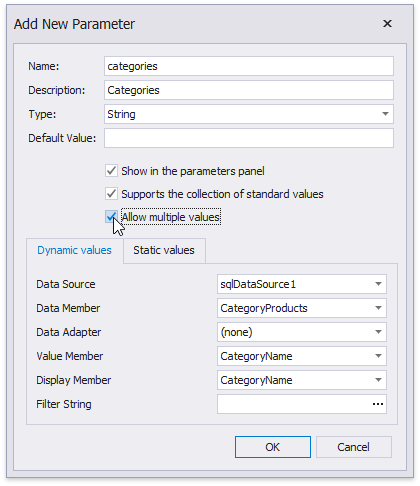 Add New Parameter
Name: categories
Description: Categories
Type: String
Default Value:
Show in the parameters panel
Supports the collection of standard values
Allow multiple values
Dynamic values Static values
Data Source sqlDataSource1
Data Member CategoryProducts
Data Adapter (none)
Value Member CategoryName
Display Member CategoryName
Filter String ...
OK Cancel